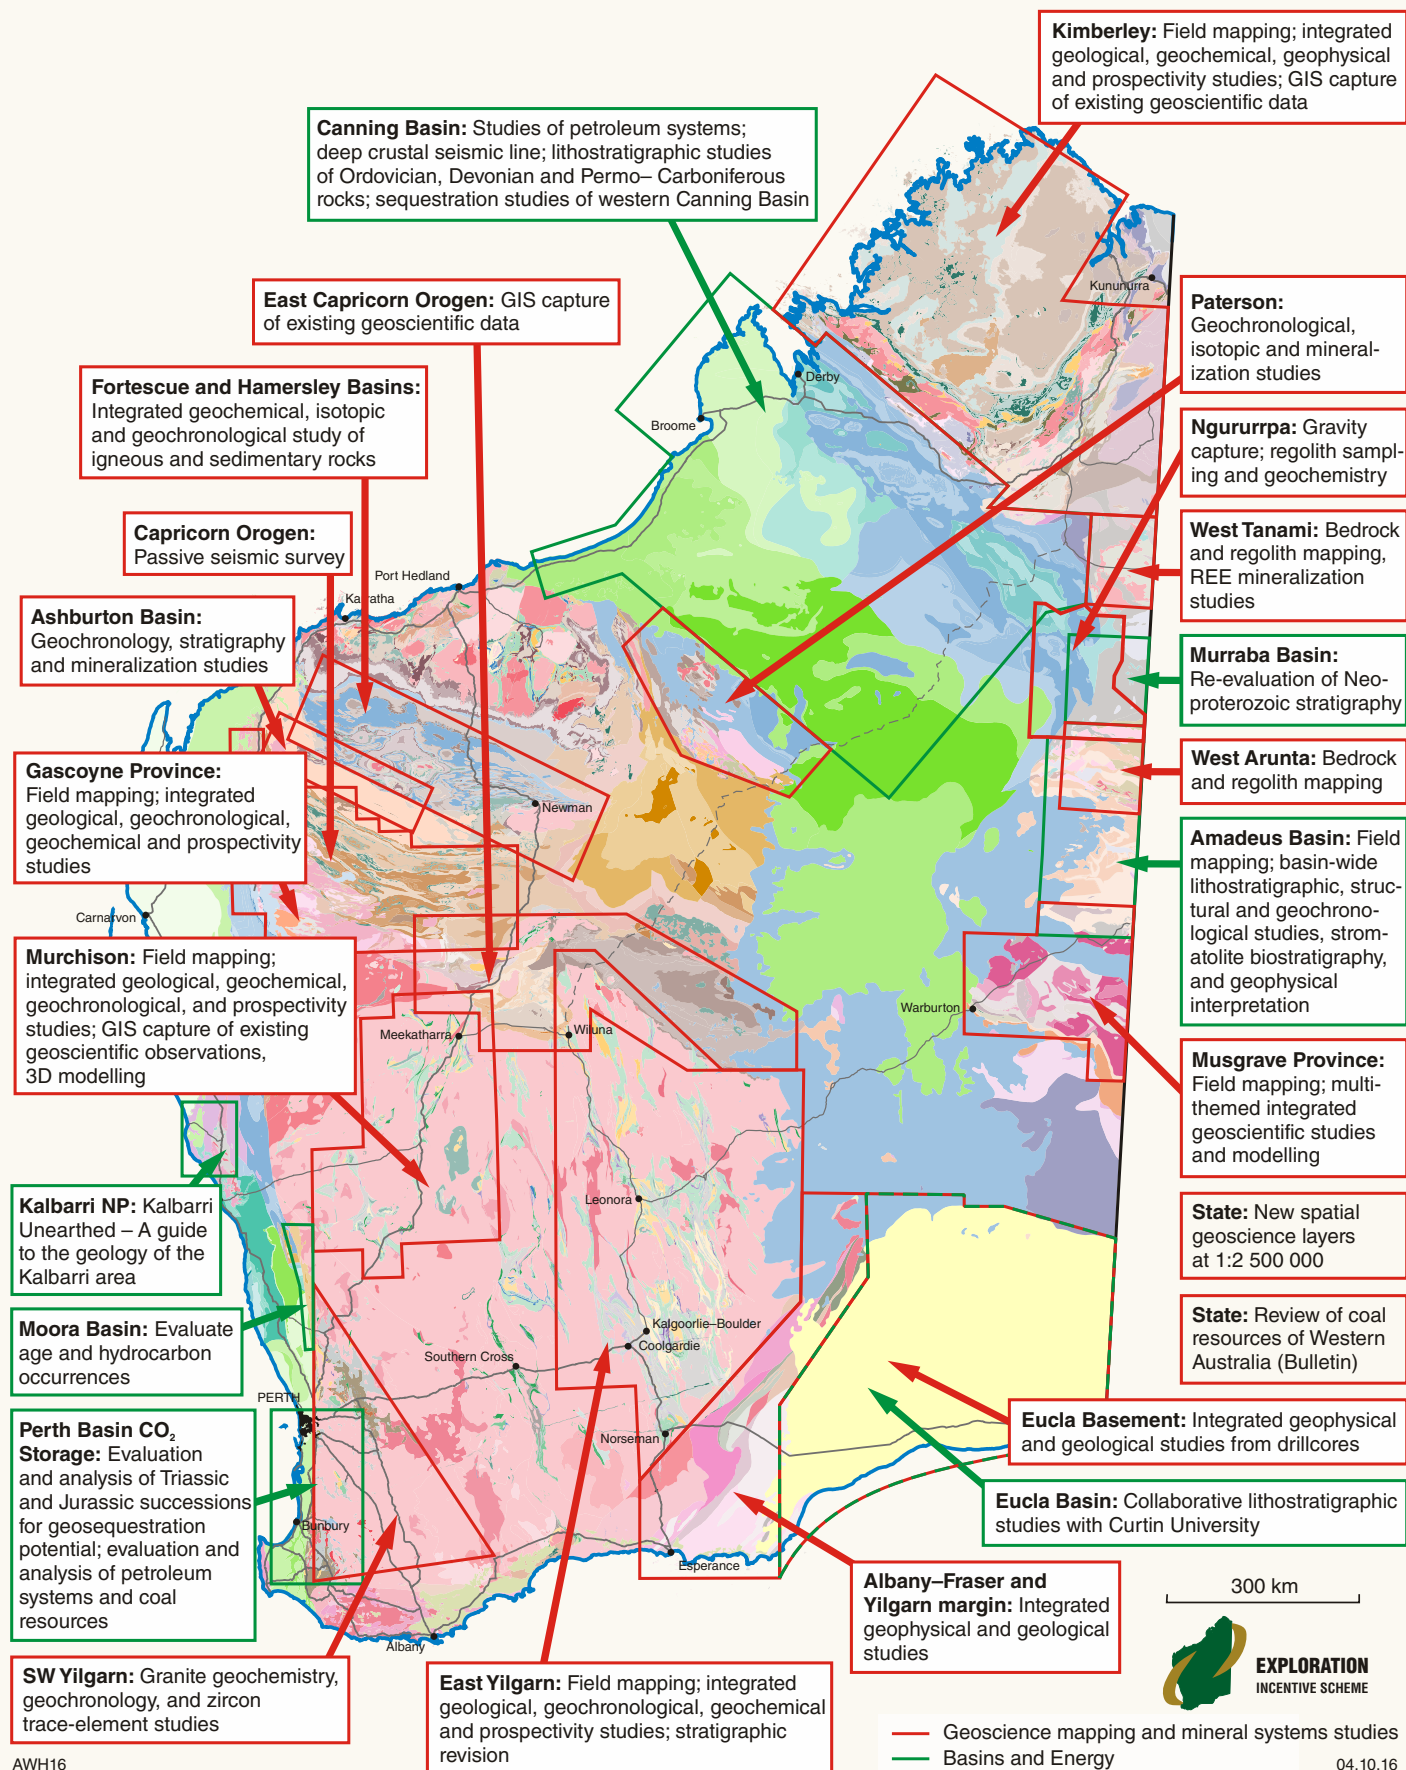 Kimberley: Field mapping; integrated
geological, geochemical, geophysical
and prospectivity studies; GIS capture
of existing geoscientific data
Canning Basin: Studies of petroleum systems;
deep crustal seismic line; lithostratigraphic studies
of Ordovician, Devonian and Permo– Carboniferous
rocks; sequestration studies of western Canning Basin
East Capricorn Orogen: GIS capture
of existing geoscientific data
Fortescue and Hamersley Basins:
Integrated geochemical, isotopic
and geochronological study of
igneous and sedimentary rocks
Capricorn Orogen:
Passive seismic survey
Ashburton Basin:
Geochronology, stratigraphy
and mineralization studies
Gascoyne Province:
Field mapping; integrated
geological, geochronological,
geochemical and prospectivity
studies
Murchison: Field mapping;
integrated geological, geochemical,
geochronological, and prospectivity
studies; GIS capture of existing
geoscientific observations,
3D modelling
Kalbarri NP: Kalbarri
Unearthed – A guide
to the geology of the
Kalbarri area
Moora Basin: Evaluate
age and hydrocarbon
occurrences
Perth Basin CO2
Storage: Evaluation
and analysis of Triassic
and Jurassic successions
for geosequestration
potential; evaluation and
analysis of petroleum
systems and coal
resources
SW Yilgarn: Granite geochemistry,
geochronology, and zircon
trace-element studies
East Yilgarn: Field mapping; integrated
geological, geochronological, geochemical
and prospectivity studies; stratigraphic
revision
Paterson:
Geochronological,
isotopic and mineral-
ization studies
Ngururrpa: Gravity
capture; regolith sampl-
ing and geochemistry
West Tanami: Bedrock
and regolith mapping,
REE mineralization
studies
Murraba Basin:
Re-evaluation of Neo-
proterozoic stratigraphy
West Arunta: Bedrock
and regolith mapping
Amadeus Basin: Field
mapping; basin-wide
lithostratigraphic, struc-
tural and geochrono-
logical studies, strom-
atolite biostratigraphy,
and geophysical
interpretation
Musgrave Province:
Field mapping; multi-
themed integrated
geoscientific studies
and modelling
State: New spatial
geoscience layers
at 1:2 500 000
State: Review of coal
resources of Western
Australia (Bulletin)
Eucla Basement: Integrated geophysical
and geological studies from drillcores
Eucla Basin: Collaborative lithostratigraphic
studies with Curtin University
Albany–Fraser and
Yilgarn margin: Integrated
geophysical and geological
studies
Kununurra
Derby
Broome
Port Hedland
Karratha
Newman
Carnarvon
Meekatharra
Wiluna
Warburton
Leonora
Kalgoorlie–Boulder
Coolgardie
Southern Cross
PERTH
Norseman
Bunbury
Esperance
Albany
300 km
EXPLORATION
INCENTIVE SCHEME
Geoscience mapping and mineral systems studies
Basins and Energy
AWH16
04.10.16